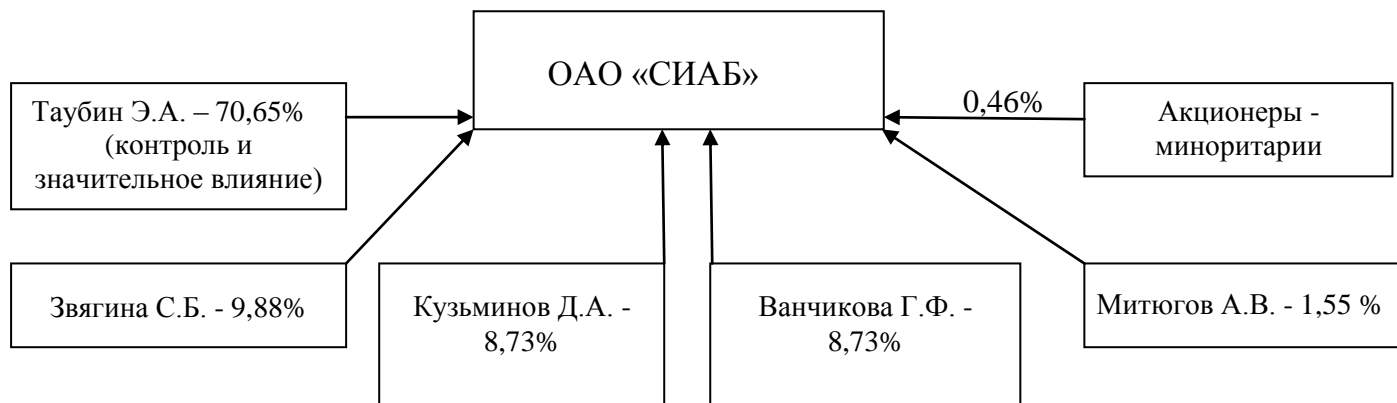 ОАО «СИАБ»
Таубин Э.А. – 70,65%
(контроль и
значительное влияние)
0,46%
Акционеры -
миноритарии
Звягина С.Б. - 9,88%
Кузьминов Д.А. -
8,73%
Ванчикова Г.Ф. -
8,73%
Митюгов А.В. - 1,55 %